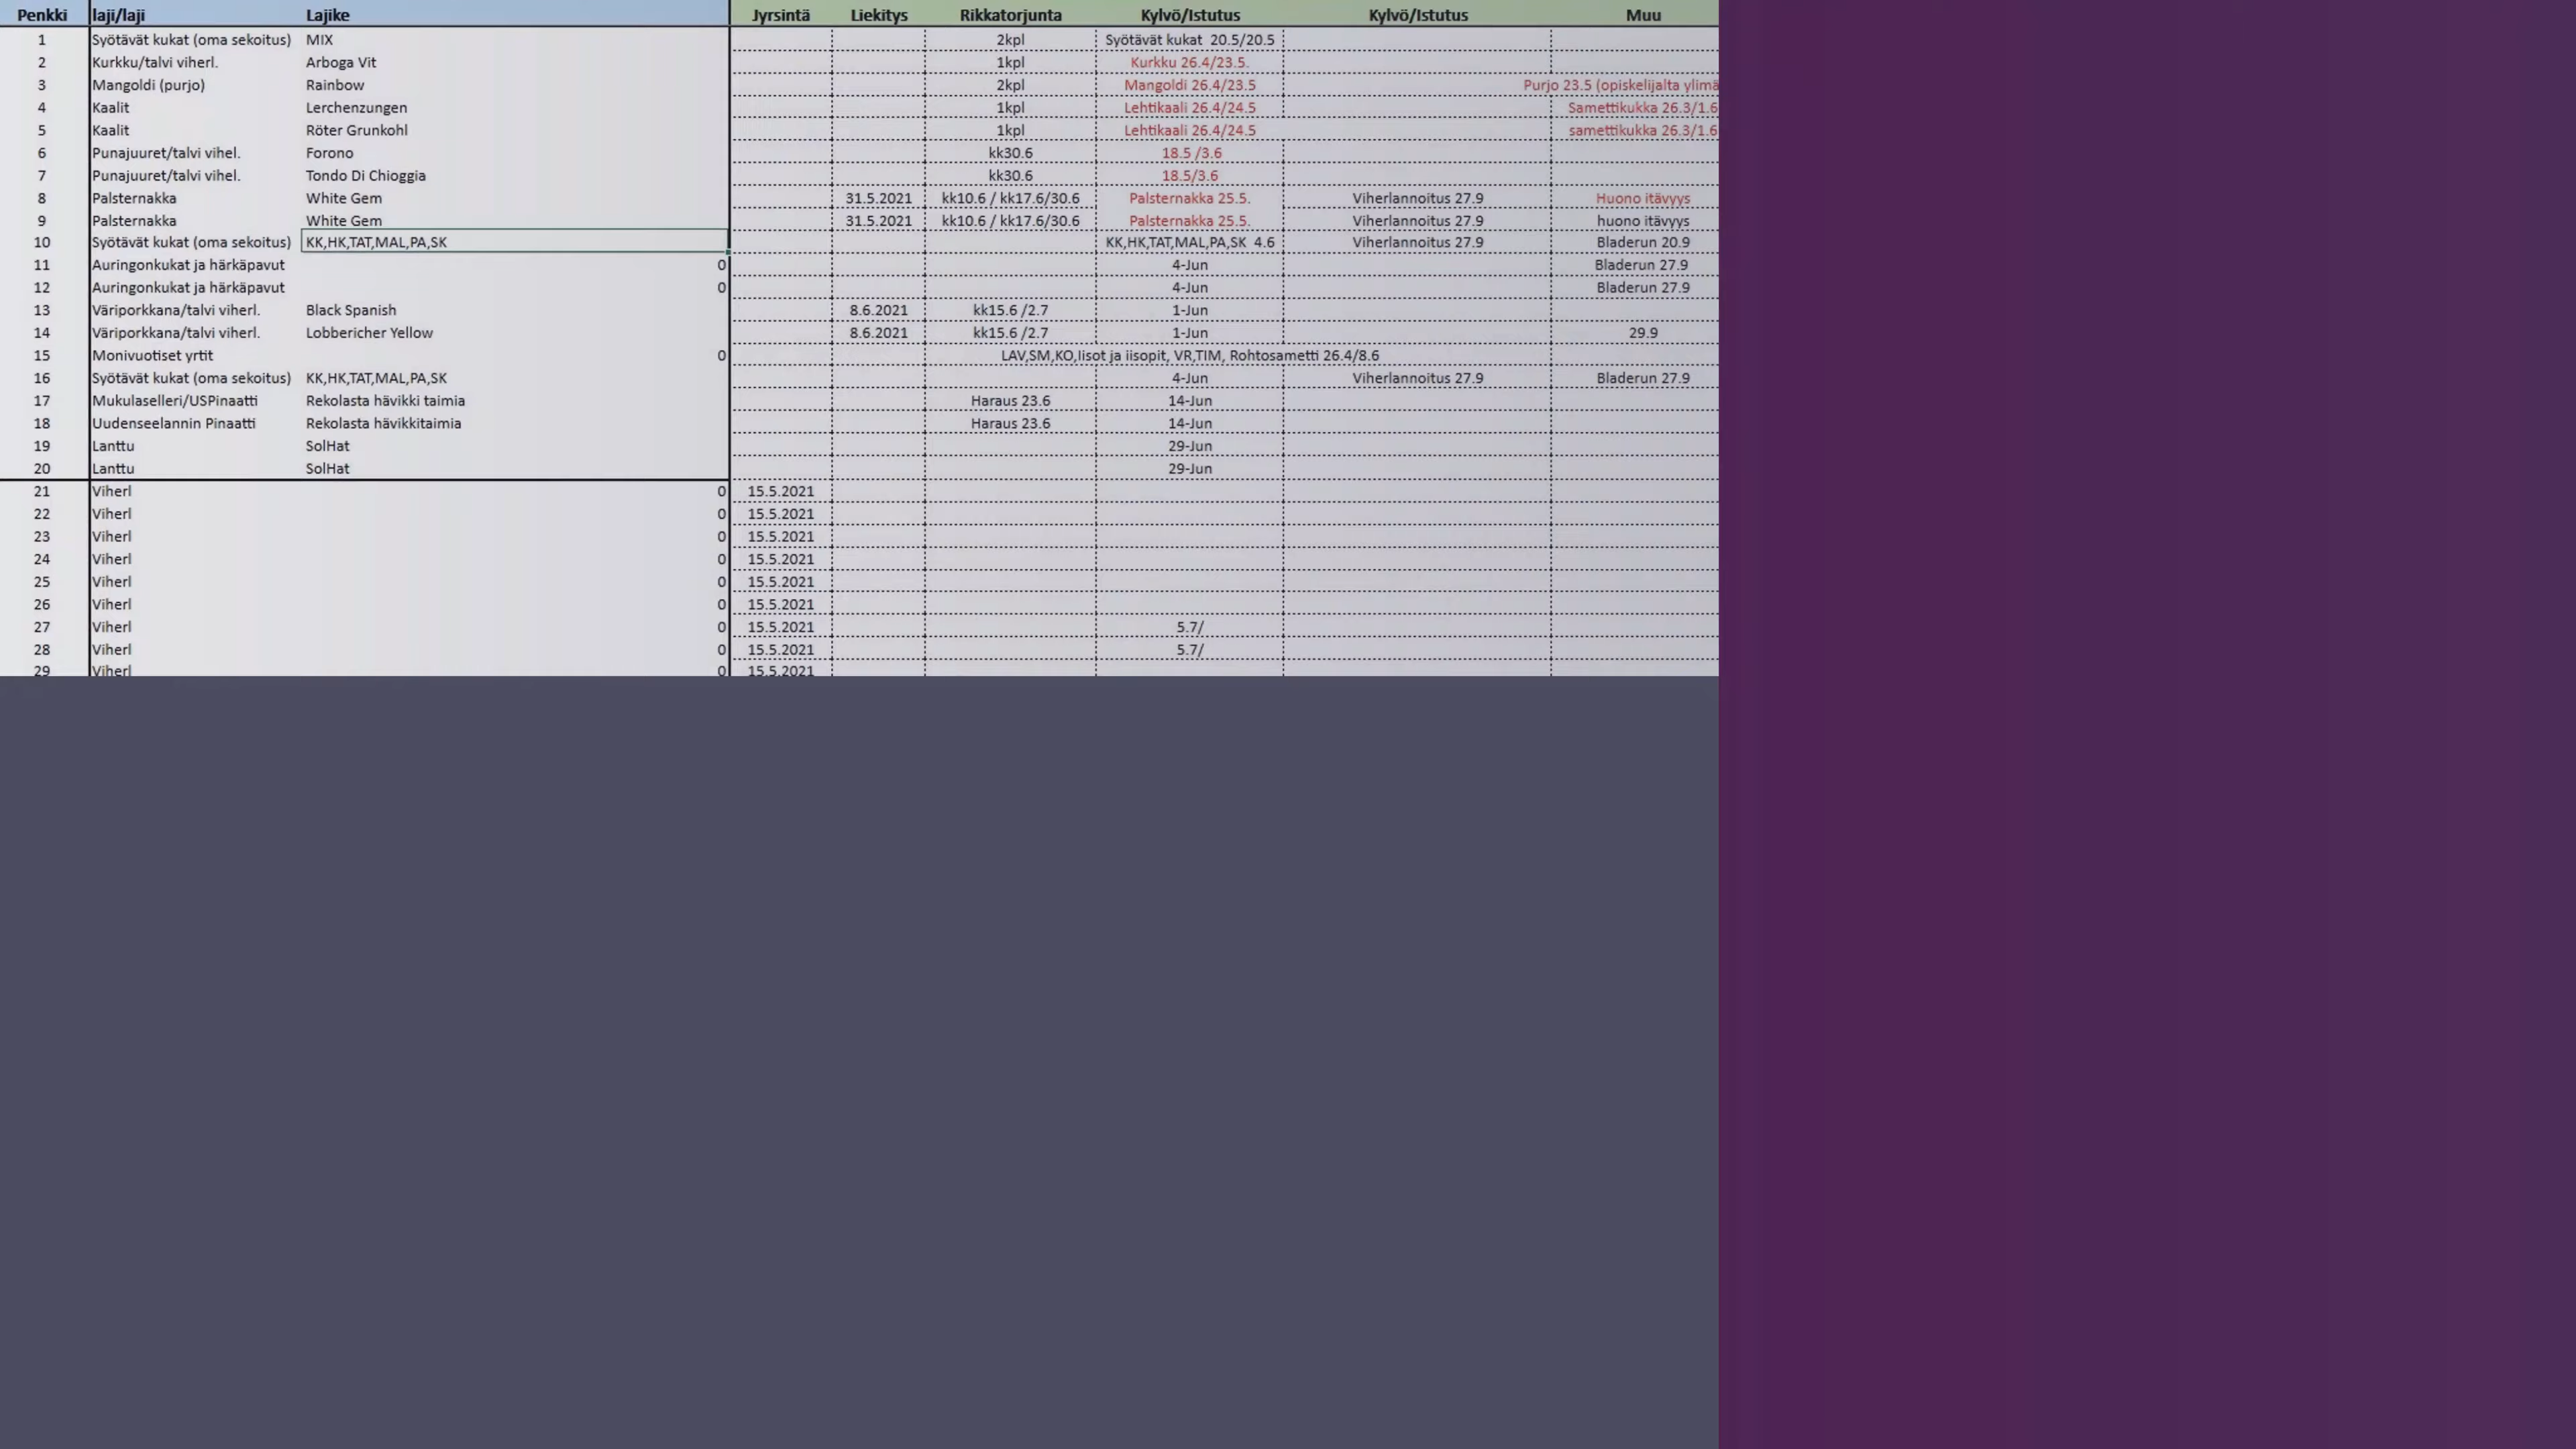 Penkki laji/laji Lajike Jyrsintä Liekitys Rikkatorjunta Kylvö/Istutus Kylvö/Istutus Muu
1 Syötävät kukat (oma sekoitus) MIX 2kpl Syötävät kukat 20.5/20.5
2 Kurkku/talvi viherl. Arboga Vit 1kpl Kurkku 26.4/23.5.
3 Mangoldi (purjo) Rainbow 2kpl Mangoldi 26.4/23.5 Purjo 23.5 (opiskelijalta ylimä
4 Kaalit Lerchenzungen 1kpl Lehtikaali 26.4/24.5 Samettikukka 26.3/1.6
5 Kaalit Röter Grunkohl 1kpl Lehtikaali 26.4/24.5 samettikukka 26.3/1.6
6 Punajuuret/talvi vihel. Forono kk30.6 18.5 /3.6
7 Punajuuret/talvi vihel. Tondo Di Chioggia kk30.6 18.5/3.6
8 Palsternakka White Gem 31.5.2021 kk10.6 / kk17.6/30.6 Palsternakka 25.5. Viherlannoitus 27.9 Huono itävyys
9 Palsternakka White Gem 31.5.2021 kk10.6 / kk17.6/30.6 Palsternakka 25.5. Viherlannoitus 27.9 huono itävyys
10 Syötävät kukat (oma sekoitus) KK,HK,TAT,MAL,PA,SK KK,HK,TAT,MAL,PA,SK 4.6 Viherlannoitus 27.9 Bladerun 20.9
11 Auringonkukat ja härkäpavut 0 4-Jun Bladerun 27.9
12 Auringonkukat ja härkäpavut 0 4-Jun Bladerun 27.9
13 Väriporkkana/talvi viherl. Black Spanish 8.6.2021 kk15.6 /2.7 1-Jun
14 Väriporkkana/talvi viherl. Lobbericher Yellow 8.6.2021 kk15.6 /2.7 1-Jun 29.9
15 Monivuotiset yrtit 0 LAV,SM,KO,Iisot ja iisopit, VR,TIM, Rohtosametti 26.4/8.6
16 Syötävät kukat (oma sekoitus) KK,HK,TAT,MAL,PA,SK 4-Jun Viherlannoitus 27.9 Bladerun 27.9
17 Mukulaselleri/USPinaatti Rekolasta hävikki taimia Haraus 23.6 14-Jun
18 Uudenseelannin Pinaatti Rekolasta hävikkitaimia Haraus 23.6 14-Jun
19 Lanttu SolHat 29-Jun
20 Lanttu SolHat 29-Jun
21 Viherl 0 15.5.2021
22 Viherl 0 15.5.2021
23 Viherl 0 15.5.2021
24 Viherl 0 15.5.2021
25 Viherl 0 15.5.2021
26 Viherl 0 15.5.2021
27 Viherl 0 15.5.2021 5.7/
28 Viherl 0 15.5.2021 5.7/
29 Viherl 0 15.5.2021